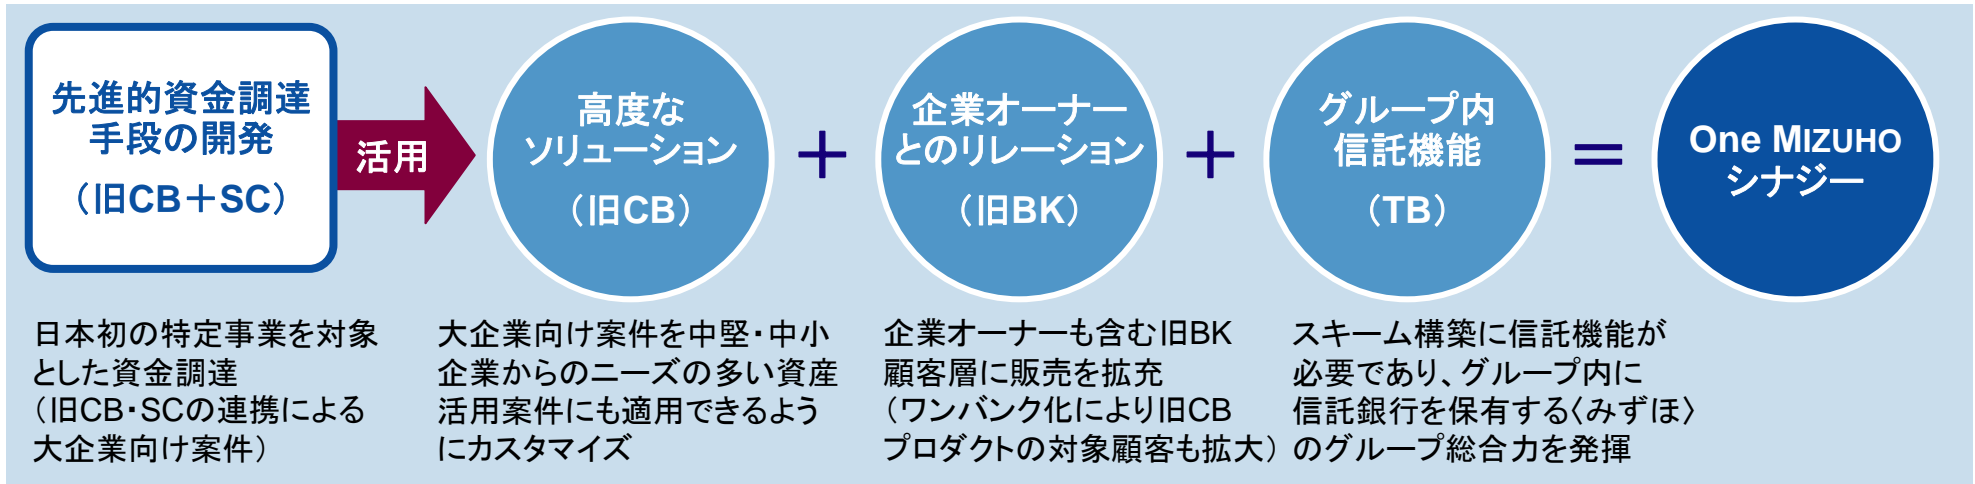 先進的資金調達
手段の開発
（旧CB＋SC）
活用
高度な
ソリューション
（旧CB）
＋
企業オーナー
とのリレーション
（旧BK）
＋
グループ内
信託機能
（TB）
＝
One MIZUHO
シナジー
日本初の特定事業を対象
とした資金調達
（旧CB・SCの連携による
大企業向け案件）
大企業向け案件を中堅・中小
企業からのニーズの多い資産
活用案件にも適用できるよう
にカスタマイズ
企業オーナーも含む旧BK
顧客層に販売を拡充
（ワンバンク化により旧CB
プロダクトの対象顧客も拡大）
スキーム構築に信託機能が
必要であり、グループ内に
信託銀行を保有する〈みずほ〉
のグループ総合力を発揮